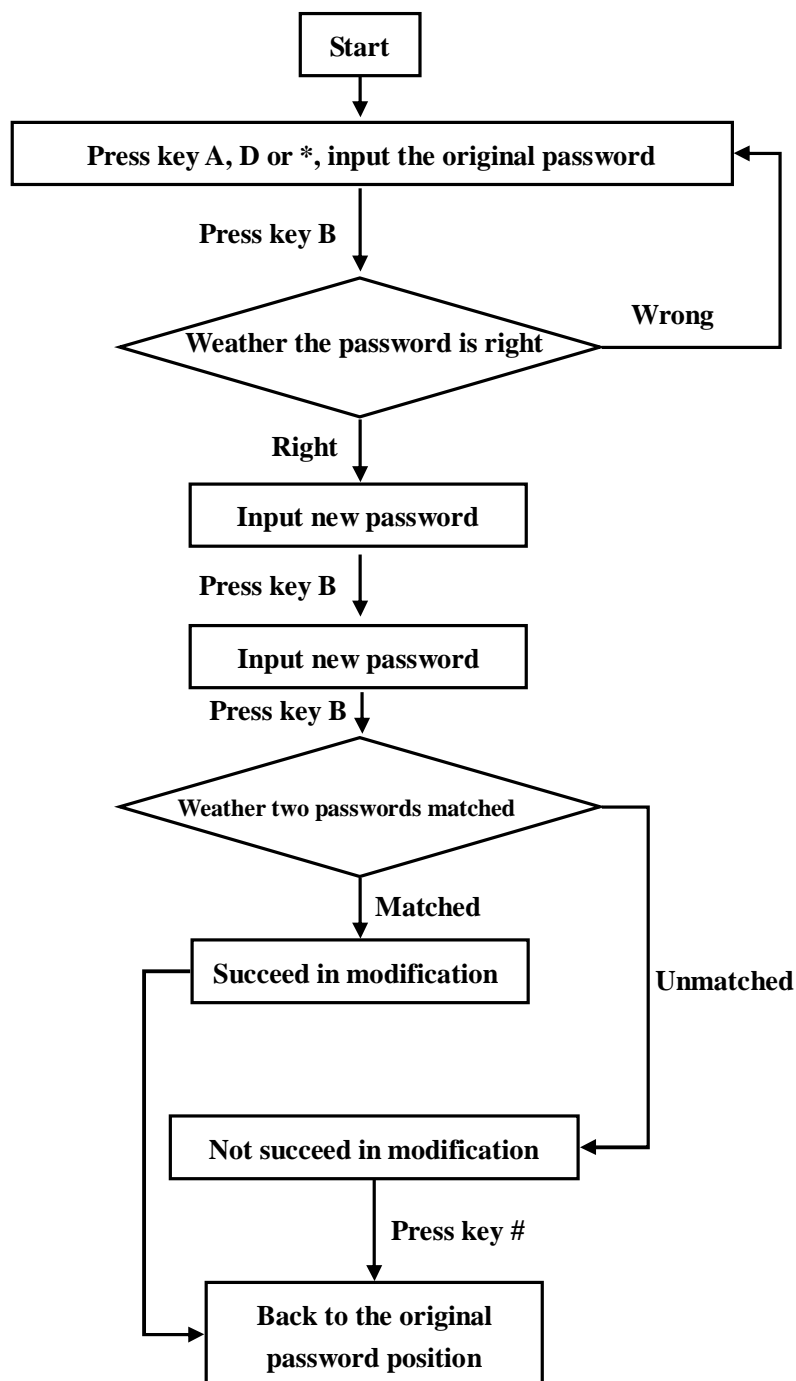 Start
Press key A, D or *, input the original password
Press key B
Weather the password is right
Wrong
Right
Input new password
Press key B
Input new password
Press key B
Weather two passwords matched
Matched
Succeed in modification
Unmatched
Not succeed in modification
Press key #
Back to the original
password position